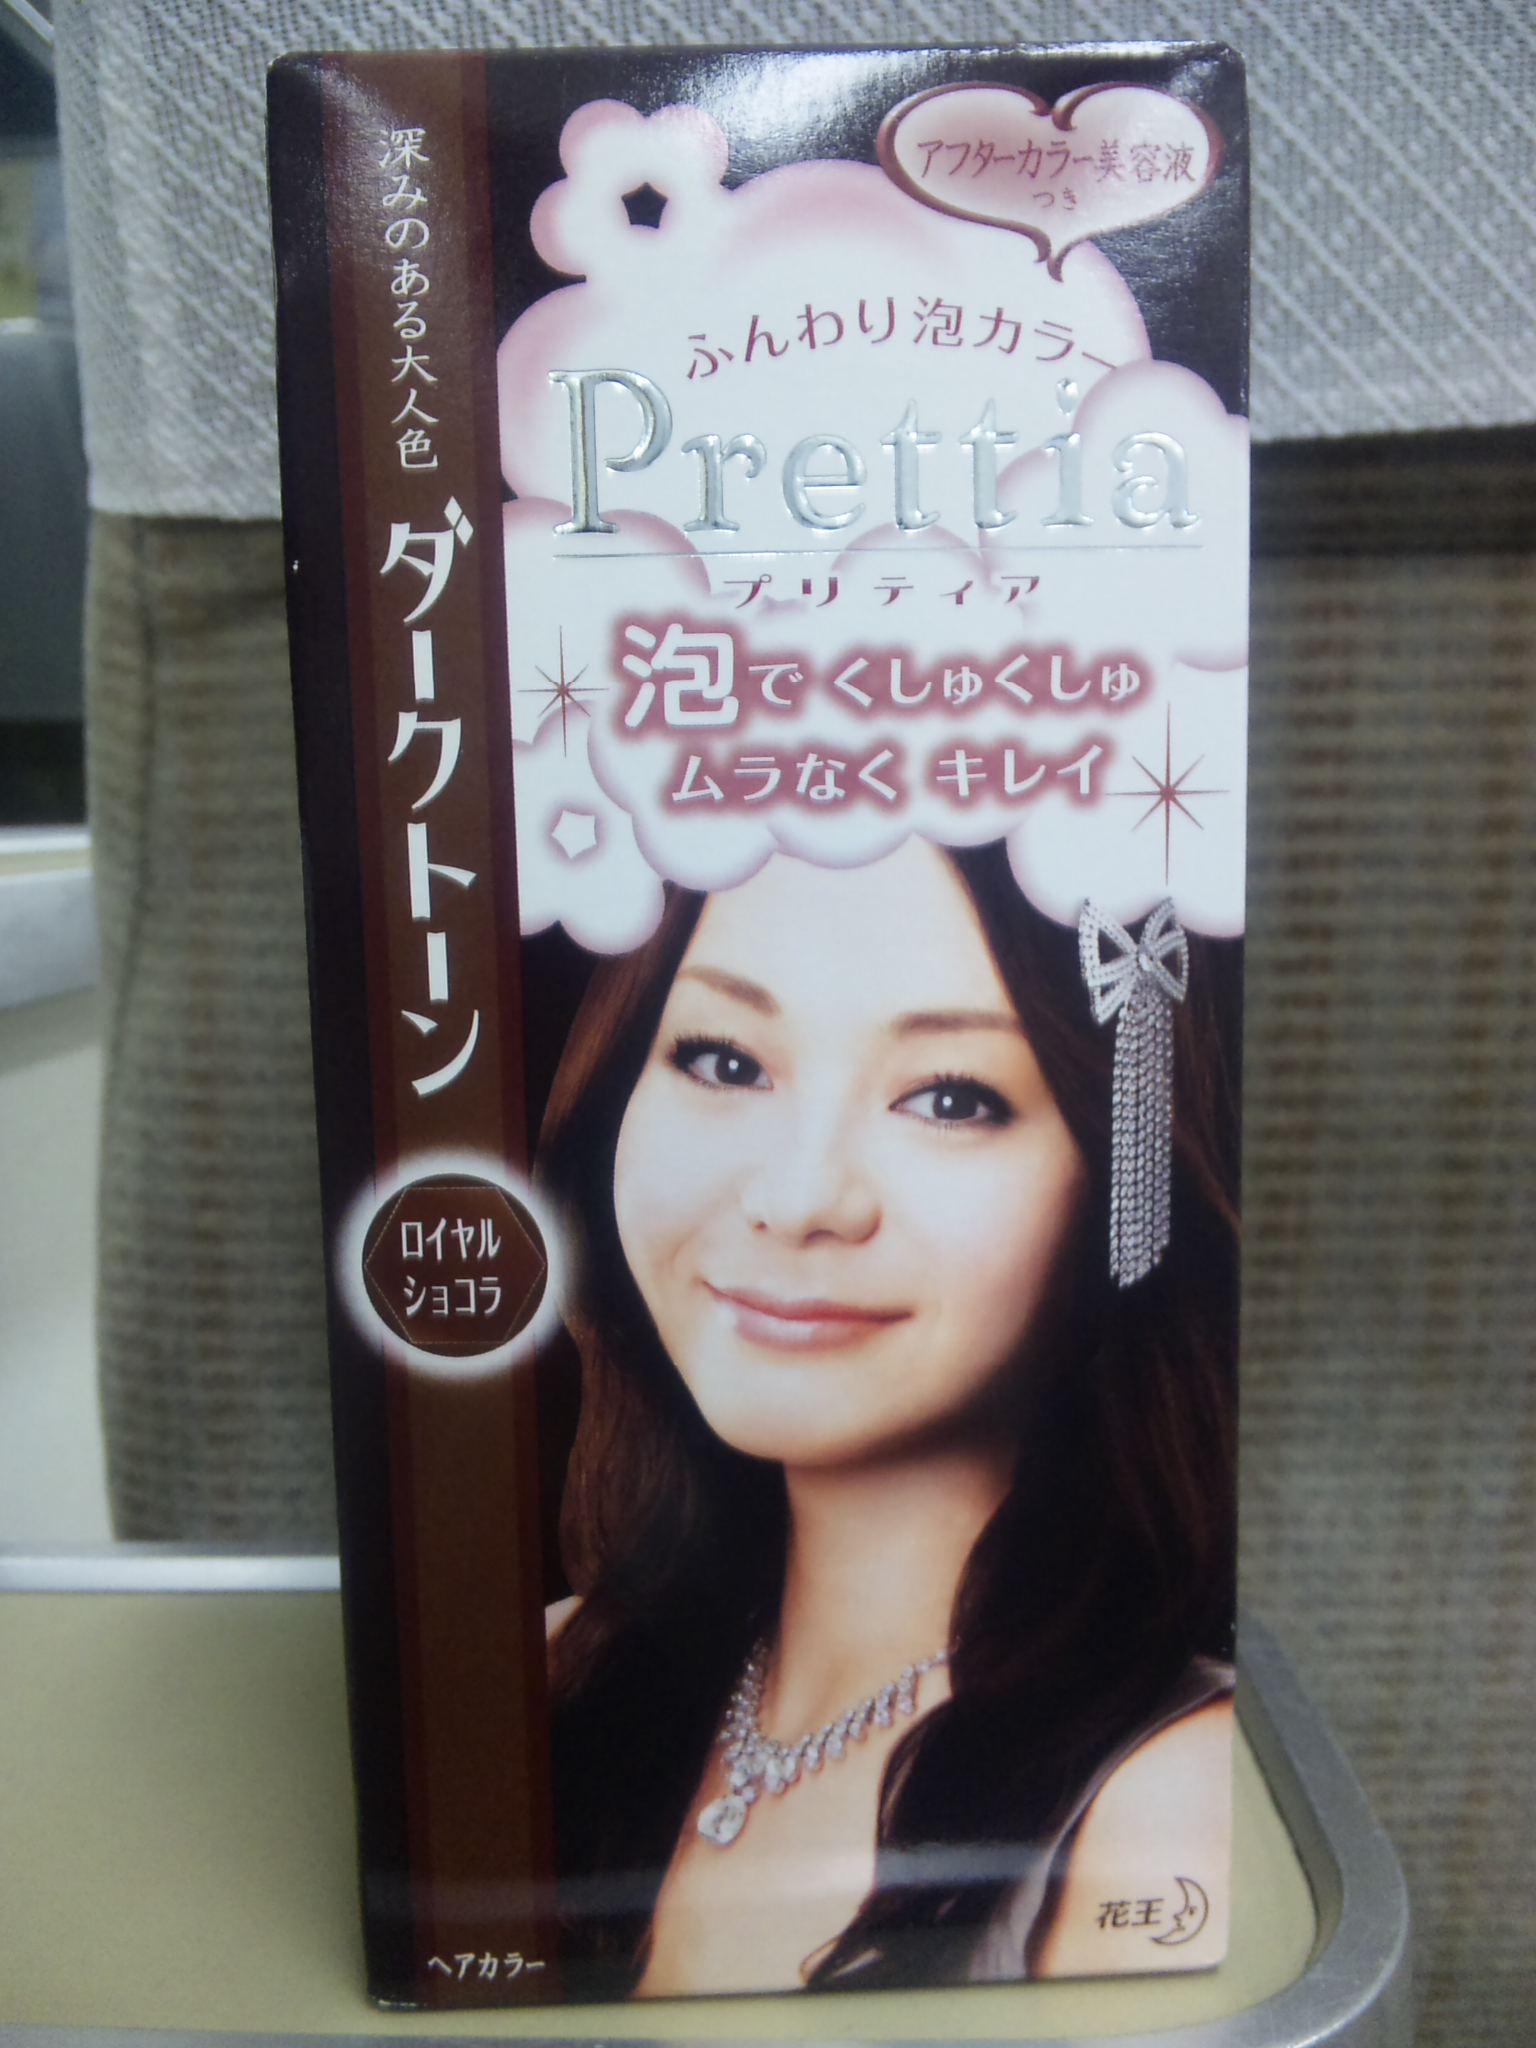 深みのある大人色
ダークトーン
ロイヤル
ショコラ
ヘアカラー
アフターカラー美容液
つき
ふんわり泡カラー
Prettia
プリティア
泡で くしゅくしゅ
ムラなく キレイ
花王